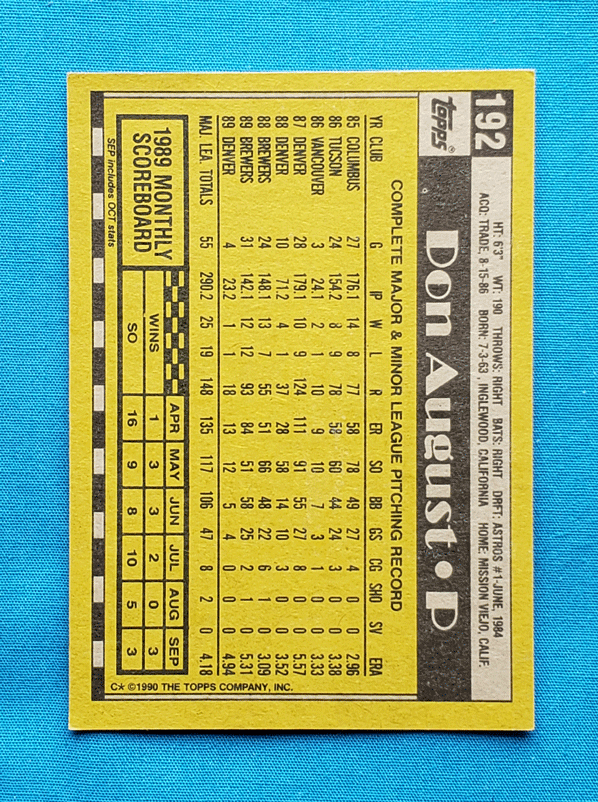 192
HT: 6'3" WT: 190 THROWS: RIGHT BATS: RIGHT DRFT: ASTROS #1-JUNE, 1984
ACQ: TRADE, 8-15-86 BORN: 7-3-63, INGLEWOOD, CALIFORNIA HOME: MISSION VIEJO, CALIF.
Topps®
Don August • P
COMPLETE MAJOR & MINOR LEAGUE PITCHING RECORD
YR CLUB G IP W L R ER SO BB GS CG SHO SV ERA
85 COLUMBUS 27 176.1 14 8 77 58 78 49 27 4 0 0 2.96
86 TUCSON 24 154.2 8 9 78 58 60 44 24 3 0 0 3.38
86 VANCOUVER 3 24.1 2 1 10 9 10 7 3 1 0 0 3.33
87 DENVER 28 179.1 10 9 124 111 91 55 27 8 0 0 5.57
88 DENVER 10 71.2 4 1 37 28 58 14 10 3 0 0 3.52
88 BREWERS 24 148.1 13 7 55 51 66 48 22 6 1 0 3.09
89 BREWERS 31 142.1 12 12 93 84 51 58 25 2 1 0 5.31
89 DENVER 4 23.2 1 1 18 13 12 5 4 0 0 0 4.94
MAJ. LEA. TOTALS 55 290.2 25 19 148 135 117 106 47 8 2 0 4.18
1989 MONTHLY
SCOREBOARD
APR MAY JUN JUL AUG SEP
WINS 1 3 3 2 0 3
SO 16 9 8 10 5 3
SEP includes OCT stats
C* ©1990 THE TOPPS COMPANY, INC.